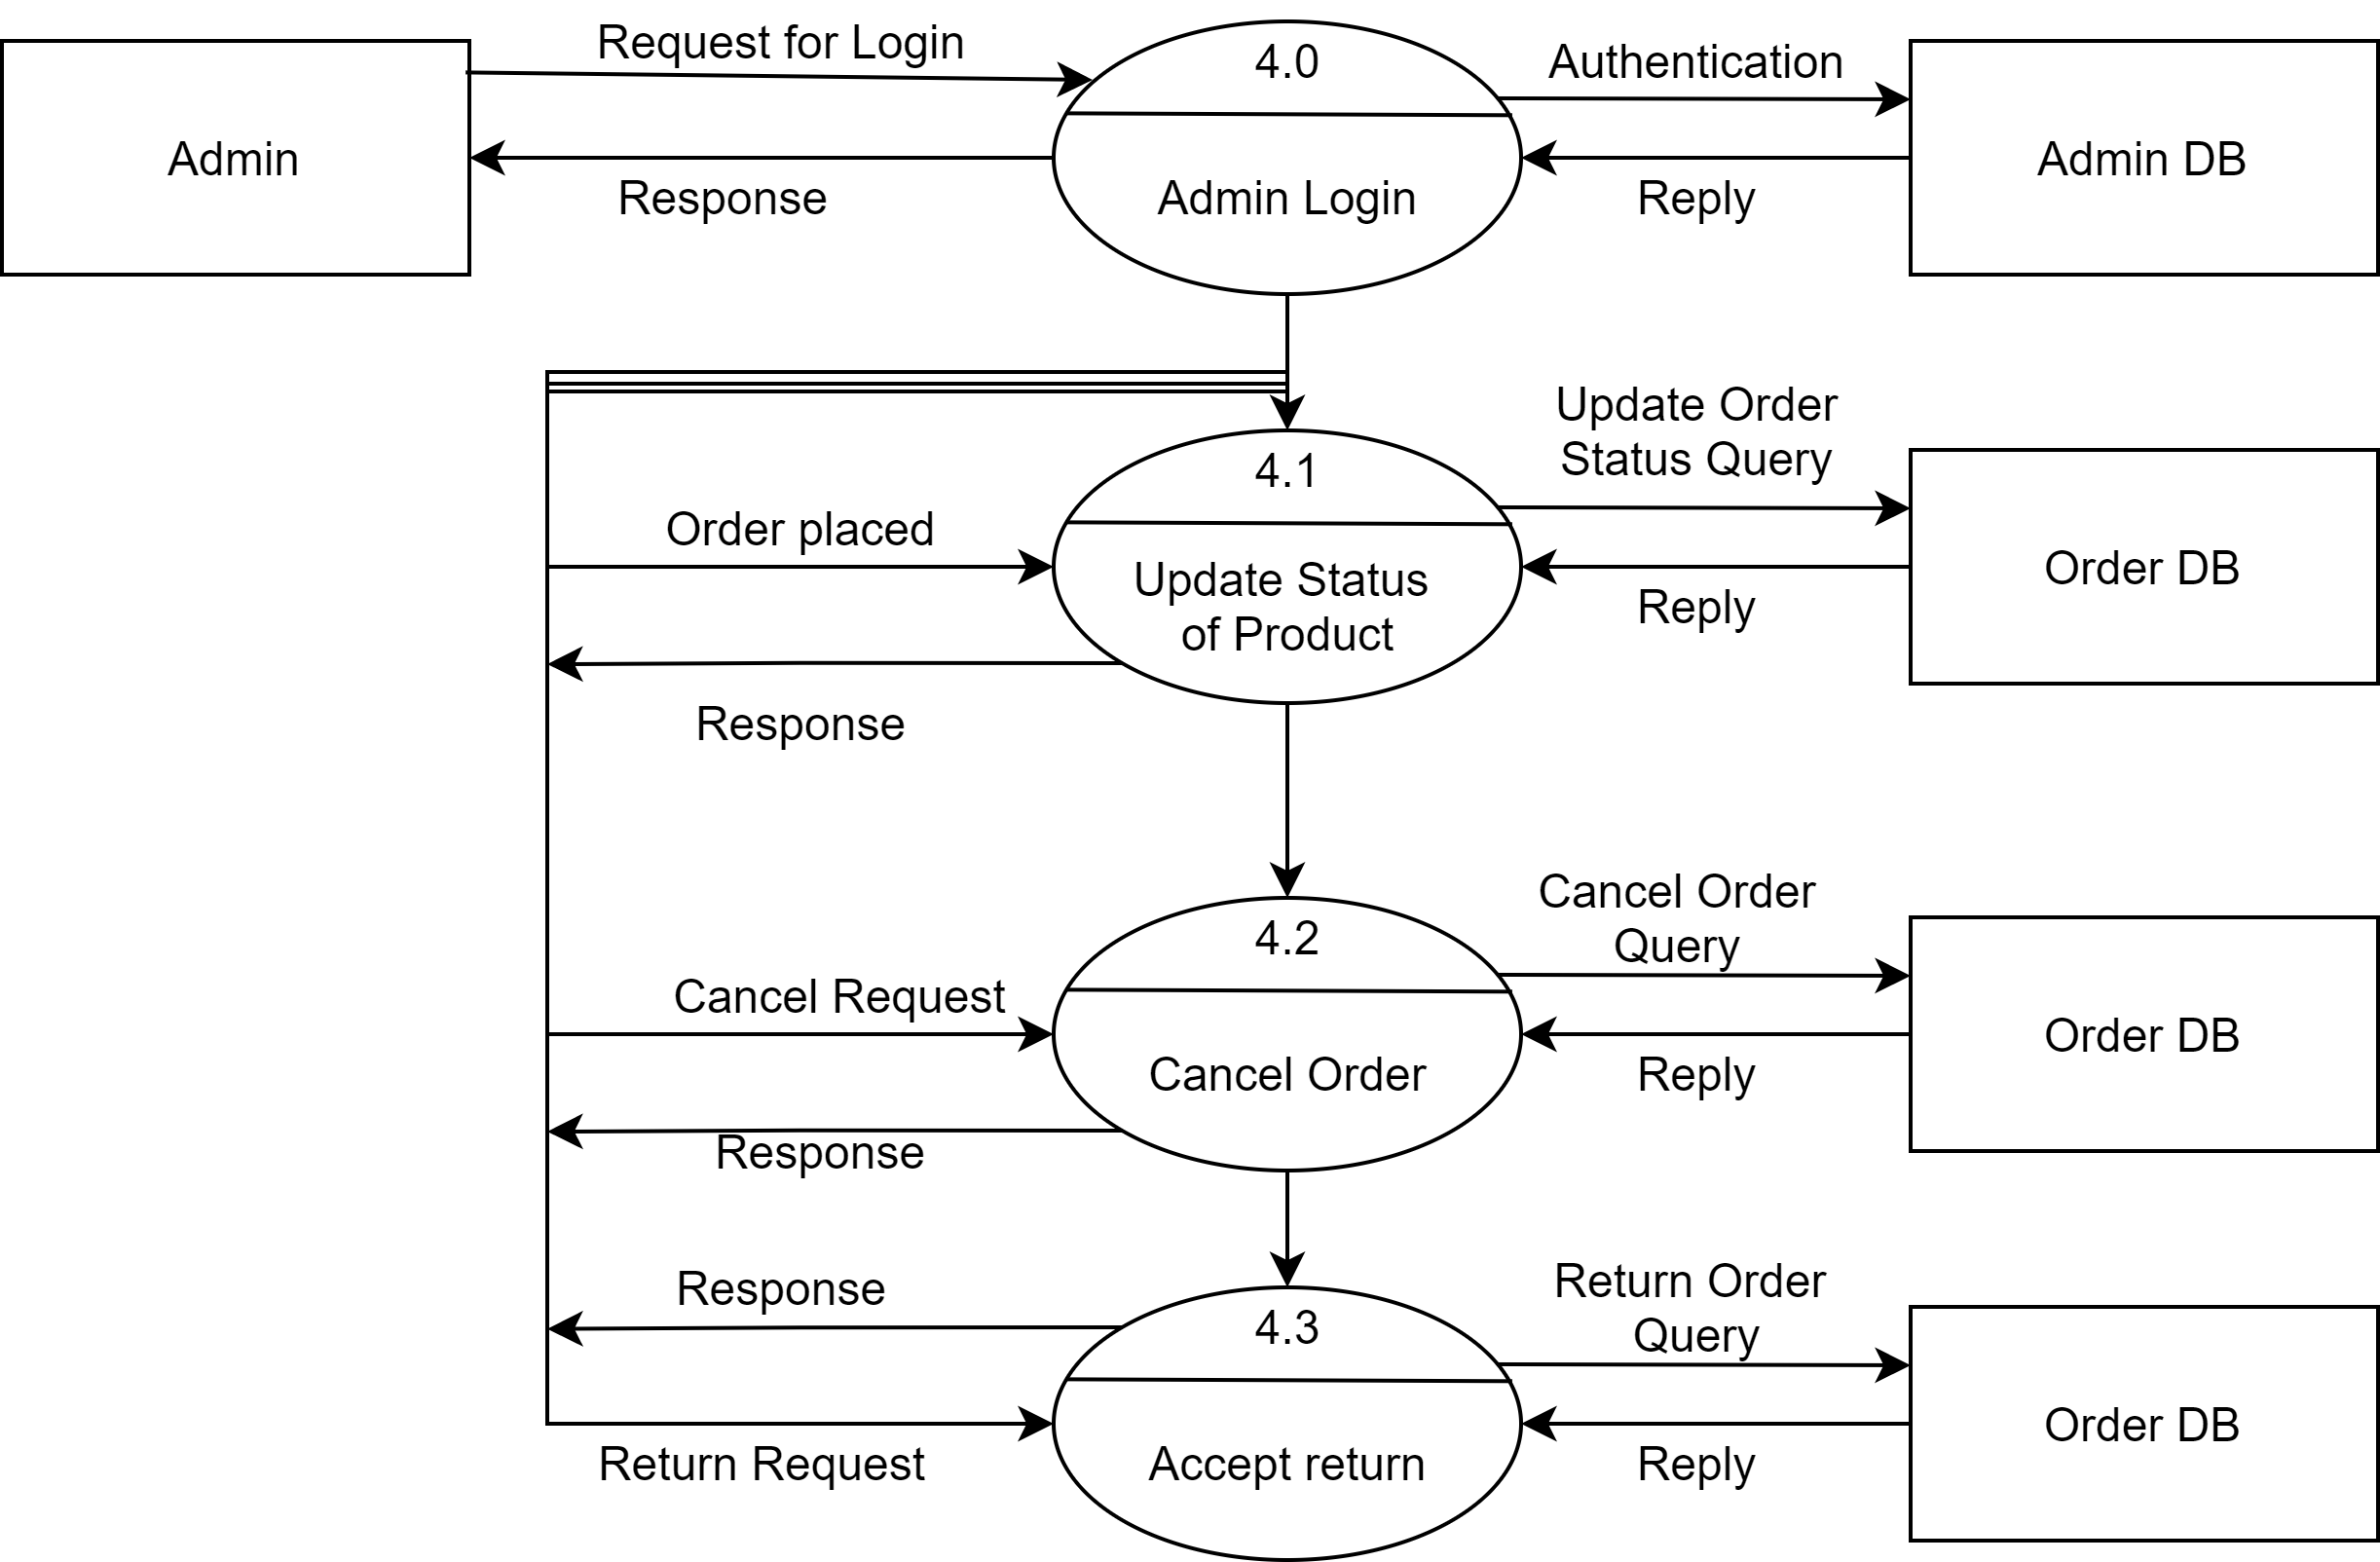 Request for Login
4.0
Authentication
Admin
Admin DB
Response
Admin Login
Reply
Update Order
Status Query
4.1
Order placed
Update Status
of Product
Order DB
Reply
Response
Cancel Order
Query
4.2
Cancel Request
Order DB
Cancel Order
Reply
Response
Response
Return Order
Query
4.3
Order DB
Return Request
Accept return
Reply